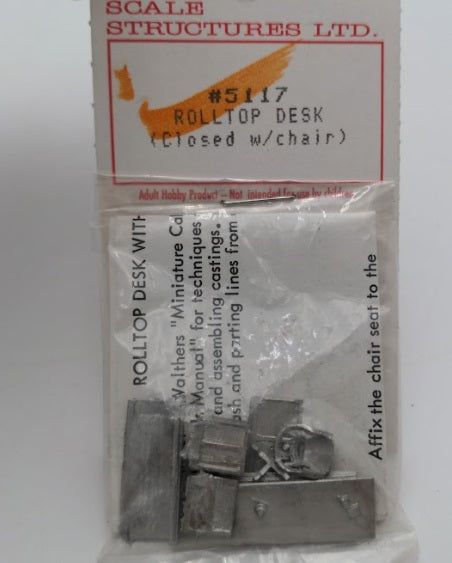 SCALE
STRUCTURES LTD.
#5117
ROLLTOP DESK
(Closed w/chair)
Adult Hobby Product - Not intended for use by children
ROLLTOP DESK WITH
Walthers "Miniature
Manual" for techniques
and assembling castings.
and parting lines from
Affix the chair seat to the